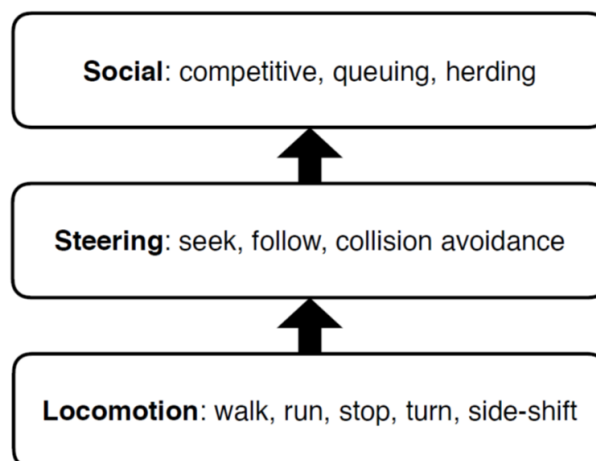 Social: competitive, queuing, herding
Steering: seek, follow, collision avoidance
Locomotion: walk, run, stop, turn, side-shift